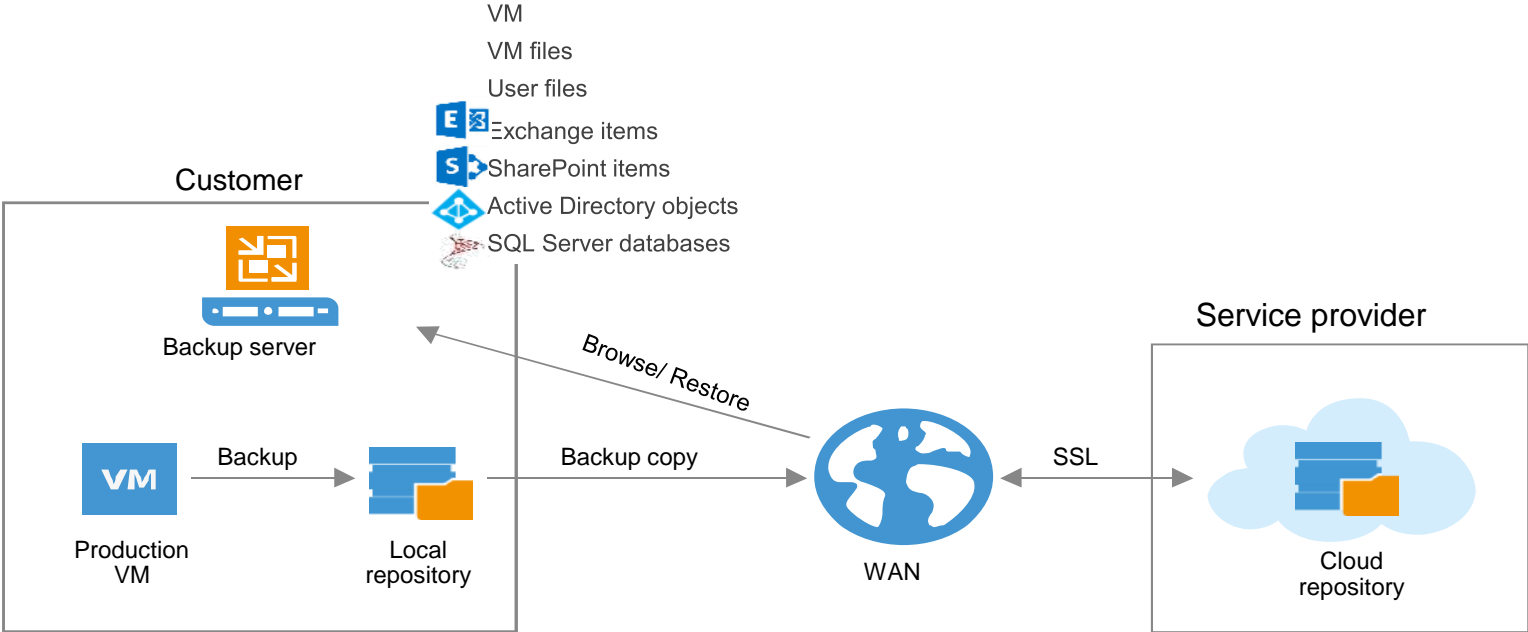 VM
VM files
User files
E
Exchange items
S
SharePoint items
Active Directory objects
SQL Server databases
Customer
Backup server
Service provider
Browse/ Restore
VM
Backup
Backup copy
SSL
Production
VM
Local
repository
WAN
Cloud
repository